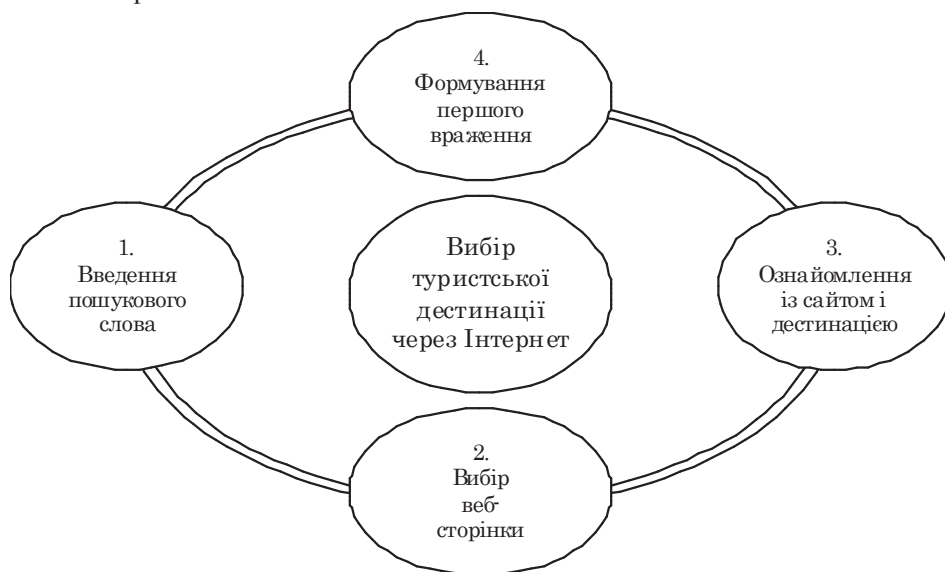 4.
Формування
першого
враження
1.
Введення
пошукового
слова
Вибір
туристської
дестинації
через Інтернет
3.
Ознайомлення
із сайтом і
дестинацією
2.
Вибір
веб-
сторінки